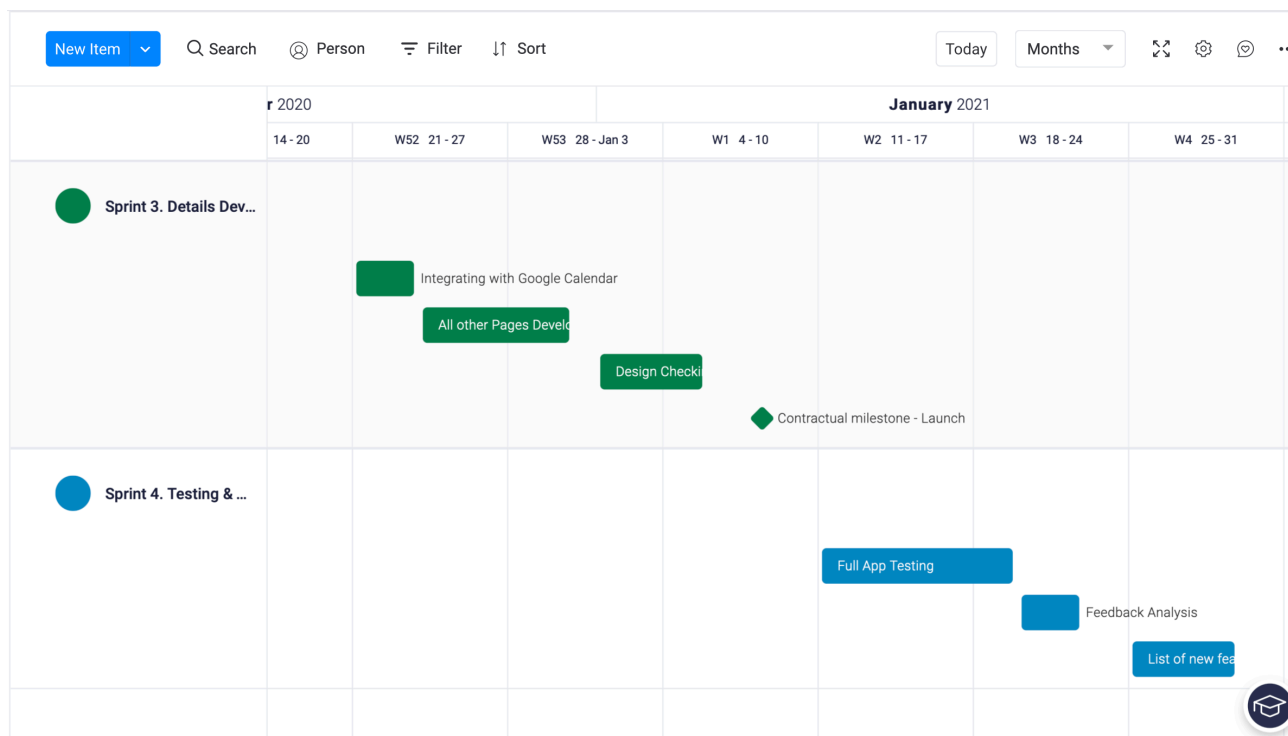 New Item Search Person Filter Sort Today Months
r 2020 January 2021
14 - 20 W52 21 - 27 W53 28 - Jan 3 W1 4 - 10 W2 11 - 17 W3 18 - 24 W4 25 - 31
Sprint 3. Details Dev...
Integrating with Google Calendar
All other Pages Develo
Design Checki
Contractual milestone - Launch
Sprint 4. Testing & ...
Full App Testing
Feedback Analysis
List of new fea